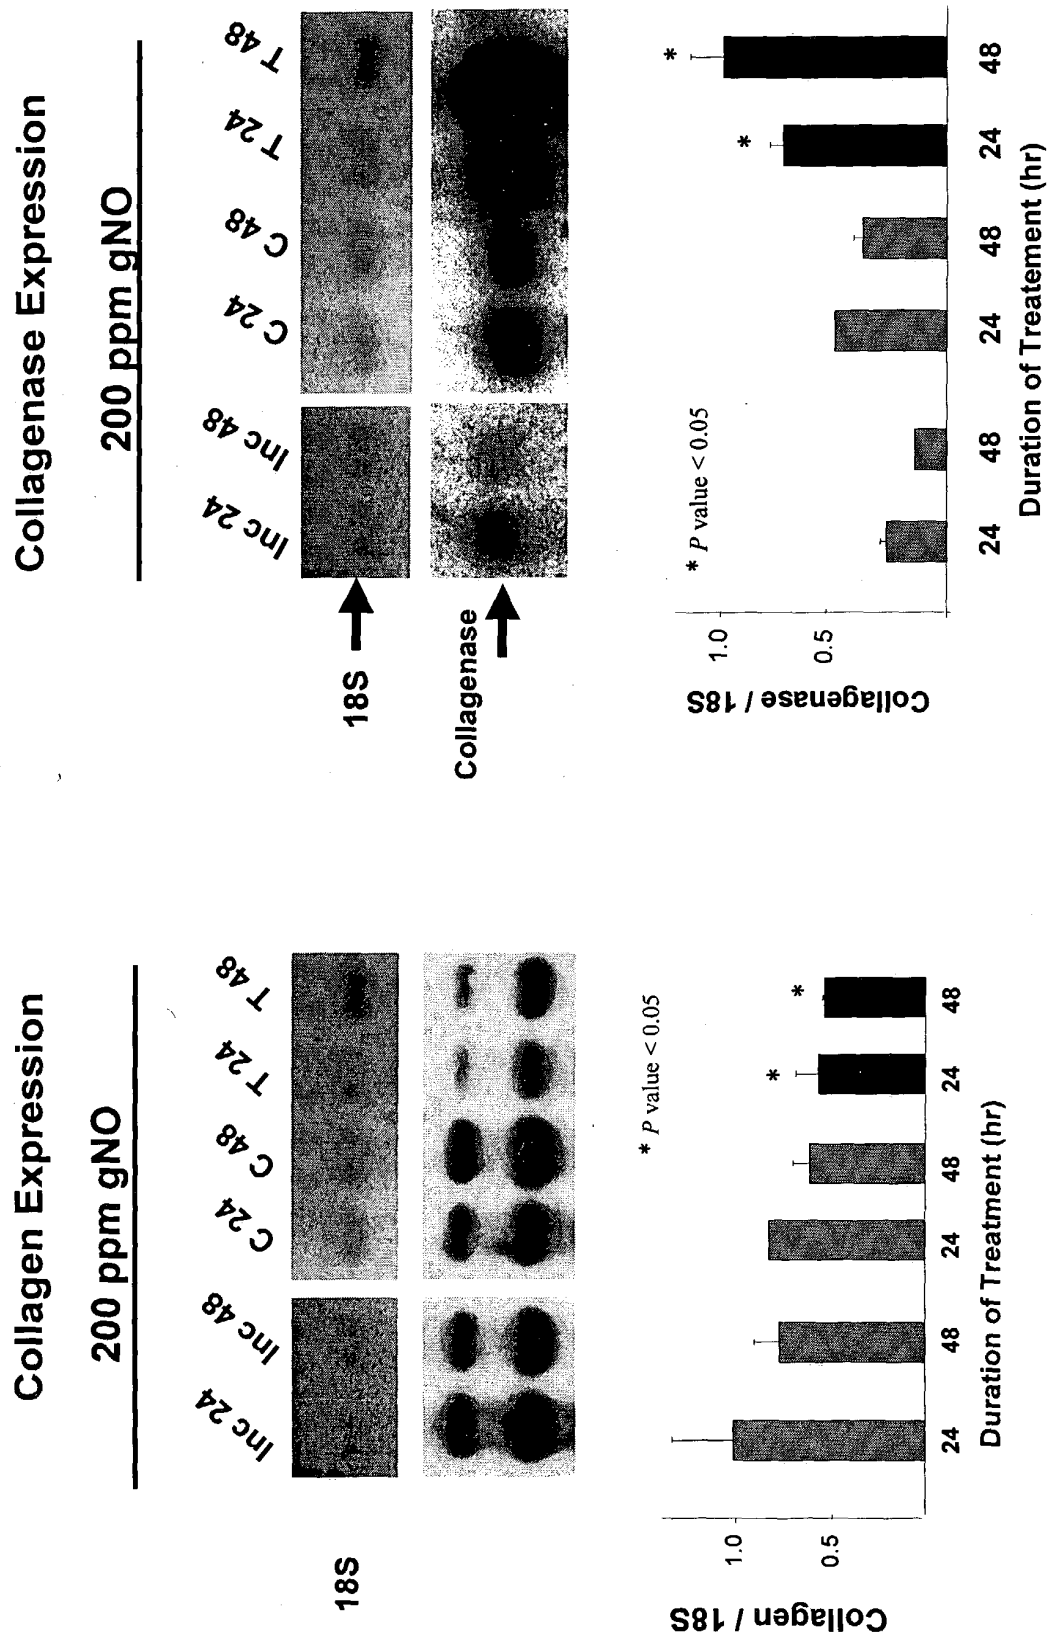 Collagen Expression
200 ppm gNO
Inc 24 Inc 48 C 24 C 48 T 24 T 48
18S
* P value < 0.05
* *
1.0
0.5
Collagen / 18S
24 48 24 48 24 48
Duration of Treatment (hr)
Collagenase Expression
200 ppm gNO
Inc 24 Inc 48 C 24 C 48 T 24 T 48
18S
Collagenase
* P value < 0.05
* *
1.0
0.5
Collagenase / 18S
24 48 24 48 24 48
Duration of Treatement (hr)